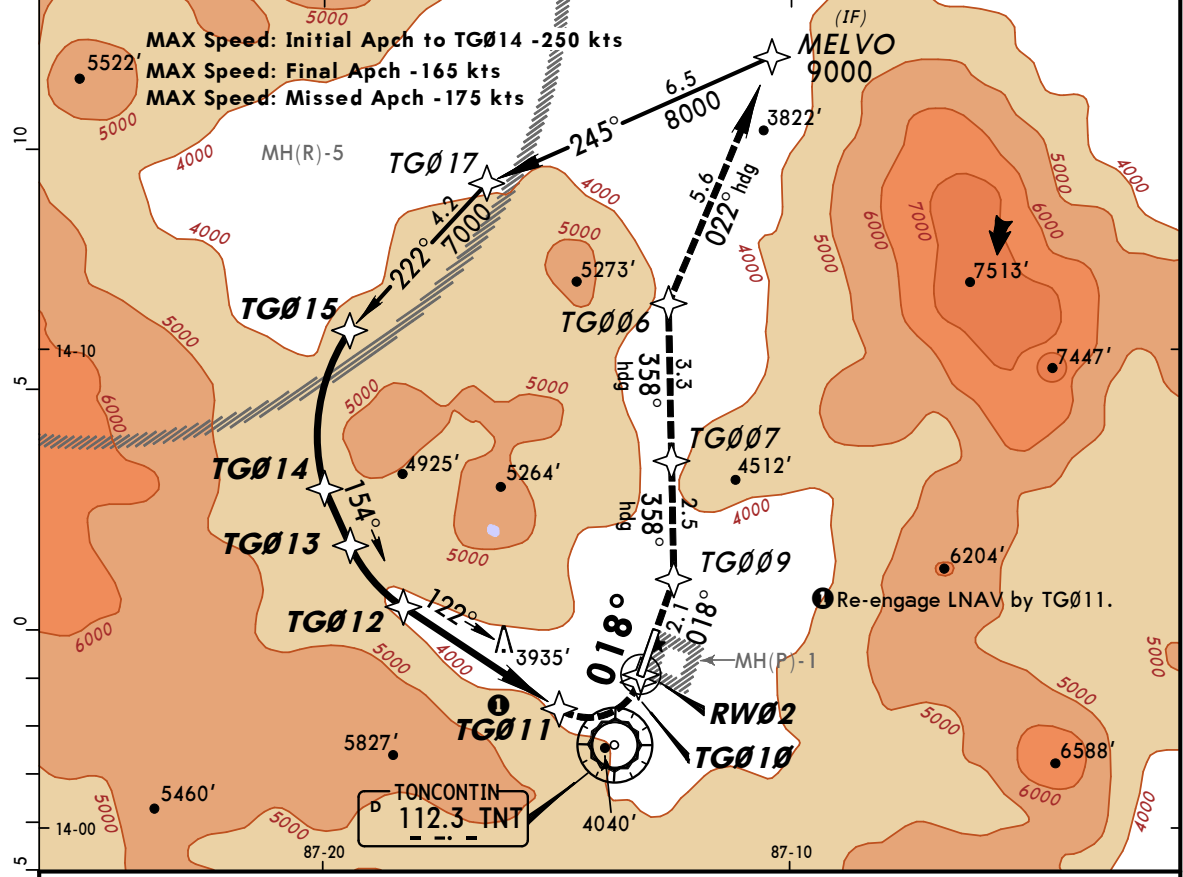 5000
(IF)
MAX Speed: Initial Apch to TGØ14 -250 kts
MELVO
9000
5522'
MAX Speed: Final Apch -165 kts
MAX Speed: Missed Apch -175 kts
6.5
8000
245°
3822'
5000
10
4000
MH(R)-5
TGØ17
4000
5000
4000
5.6
022° hdg
7000
6000
4.2
7000
222°
4000
5000
4000
5000
5273'
7513'
TGØ15
TGØØ6
5000
14-10
3.3
358°
hdg
7447'
5
5000
5000
6000
TGØØ7
TGØ14
4925'
5264'
4512'
154°
2.5
358°
hdg
4000
TGØ13
5000
TGØØ9
6204'
122°
018°
2.1
018°
1 Re-engage LNAV by TGØ11.
0
TGØ12
6000
5000
4000
3935'
MH(P)-1
5000
1
TGØ11
RWØ2
5000
5827'
TGØ1Ø
6588'
5460'
TONCONTIN
D
112.3 TNT
6000
5000
5000
4040'
4000
14-00
87-20
87-10
5